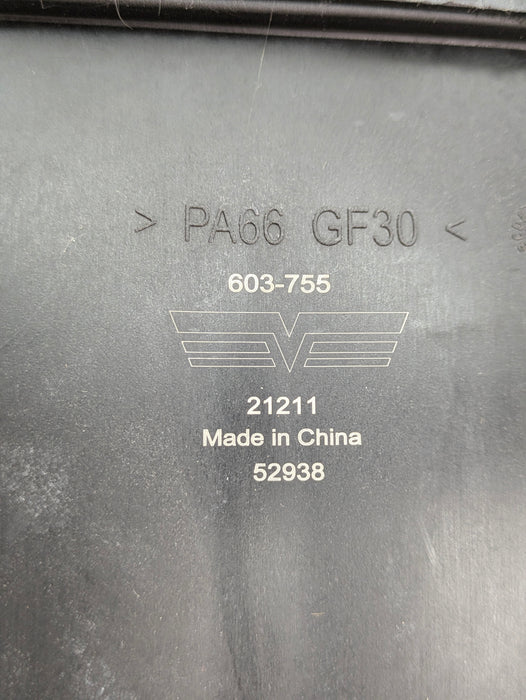 > PA66 GF30 <
603-755
21211
Made in China
52938